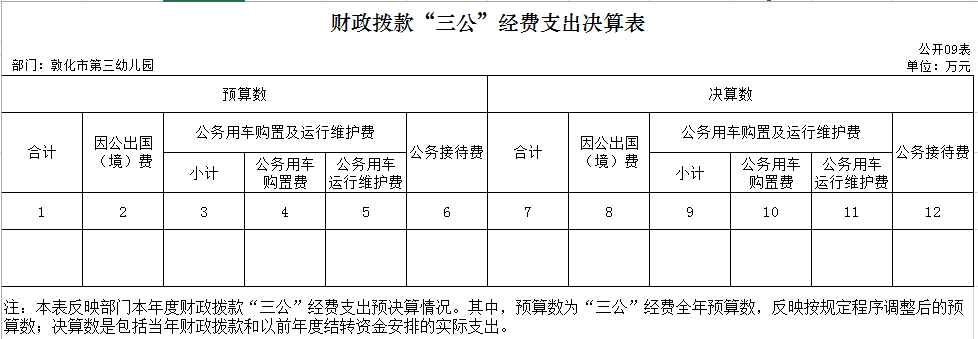 财政拨款“三公”经费支出决算表
公开09表
部门：敦化市第三幼儿园
单位：万元
预算数
决算数
合计
因公出国
（境）费
公务用车购置及运行维护费
小计
公务用车
购置费
公务用车
运行维护费
公务接待费
合计
因公出国
（境）费
公务用车购置及运行维护费
小计
公务用车
购置费
公务用车
运行维护费
公务接待费
1 2 3 4 5 6 7 8 9 10 11 12
注：本表反映部门本年度财政拨款“三公”经费支出预决算情况。其中，预算数为“三公”经费全年预算数，反映按规定程序调整后的预
算数；决算数是包括当年财政拨款和以前年度结转资金安排的实际支出。